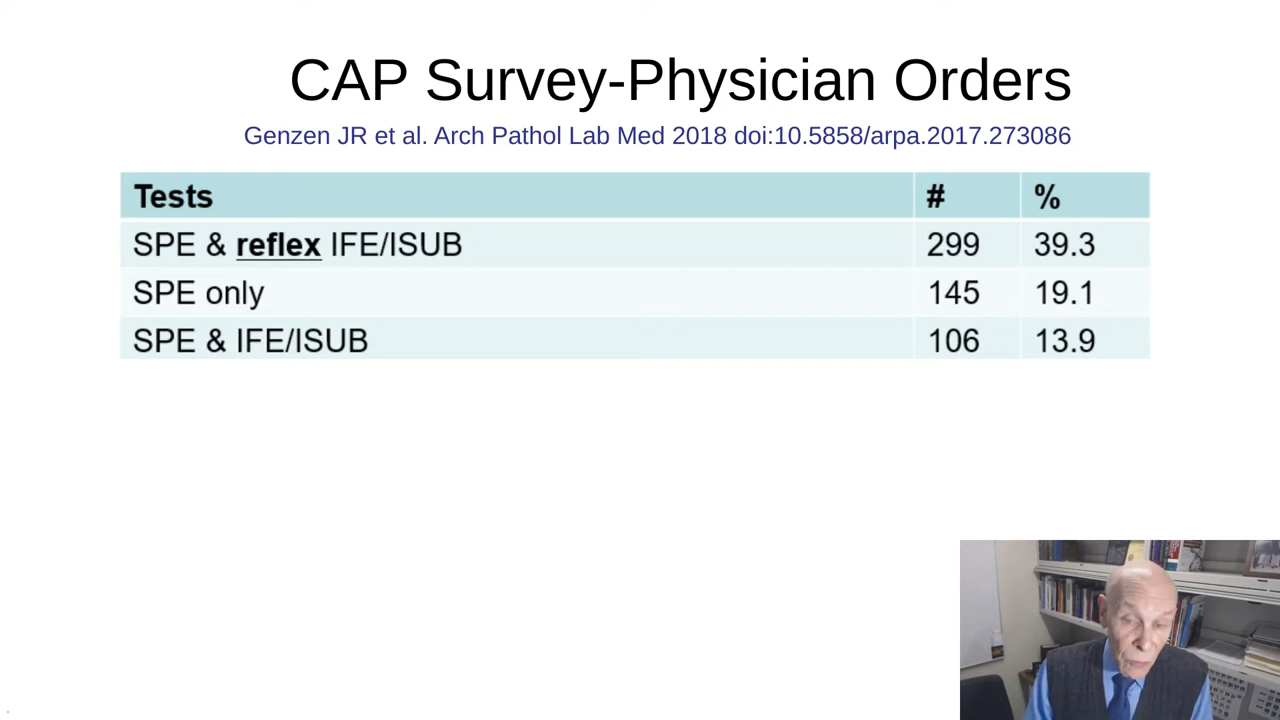 CAP Survey-Physician Orders
Genzen JR et al. Arch Pathol Lab Med 2018 doi:10.5858/arpa.2017.273086
Tests # %
SPE & reflex IFE/ISUB 299 39.3
SPE only 145 19.1
SPE & IFE/ISUB 106 13.9